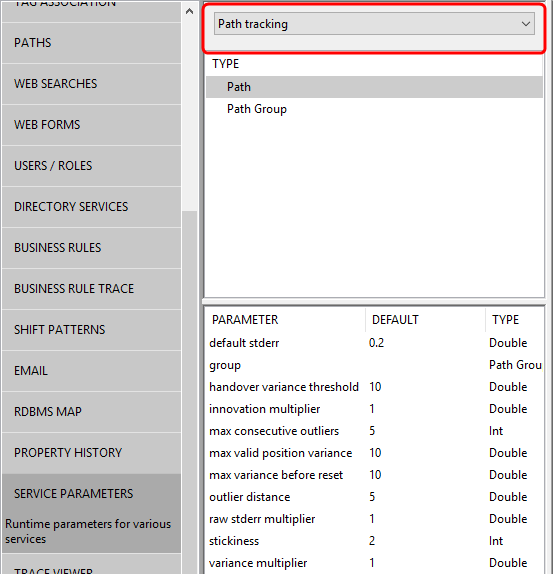 TAG ASSOCIATION
PATHS
WEB SEARCHES
WEB FORMS
USERS / ROLES
DIRECTORY SERVICES
BUSINESS RULES
BUSINESS RULE TRACE
SHIFT PATTERNS
EMAIL
RDBMS MAP
PROPERTY HISTORY
SERVICE PARAMETERS
Runtime parameters for various
services
TRACE VIEWER
Path tracking
TYPE
Path
Path Group
PARAMETER DEFAULT TYPE
default stderr 0.2 Double
group Path Grou
handover variance threshold 10 Double
innovation multiplier 1 Double
max consecutive outliers 5 Int
max valid position variance 10 Double
max variance before reset 10 Double
outlier distance 5 Double
raw stderr multiplier 1 Double
stickiness 2 Int
variance multiplier 1 Double